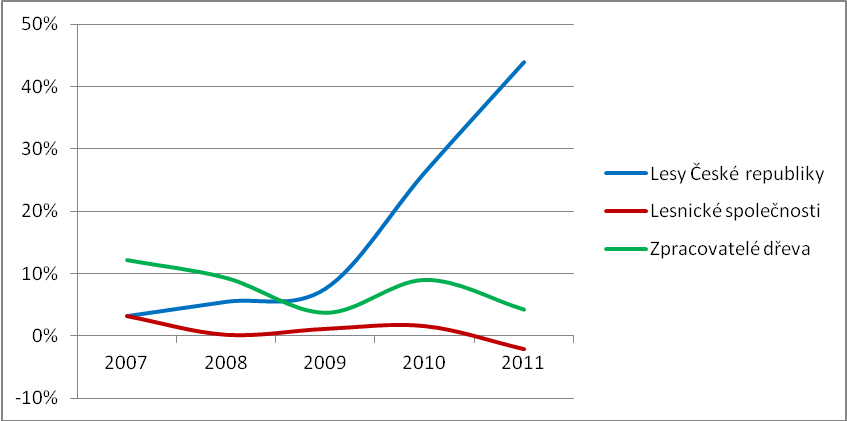 50%
40%
30%
20%
10%
0%
-10%
2007 2008 2009 2010 2011
Lesy České republiky
Lesnické společnosti
Zpracovatelé dřeva